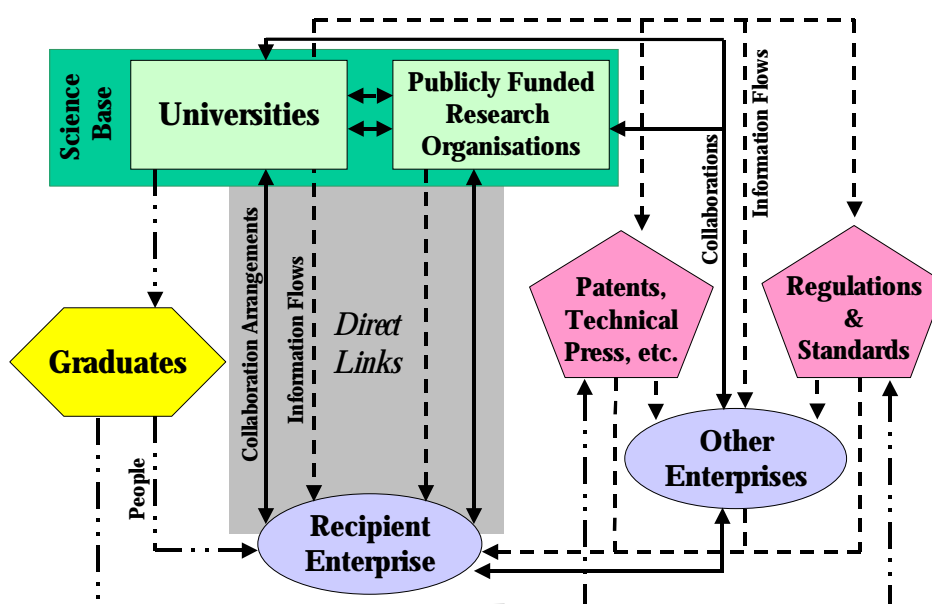 Science
Base
Universities
Publicly Funded
Research
Organisations
Information Flows
Collaborations
Collaboration Arrangements
Information Flows
Direct
Links
Patents,
Technical
Press, etc.
Regulations
&
Standards
Graduates
Other
Enterprises
People
Recipient
Enterprise